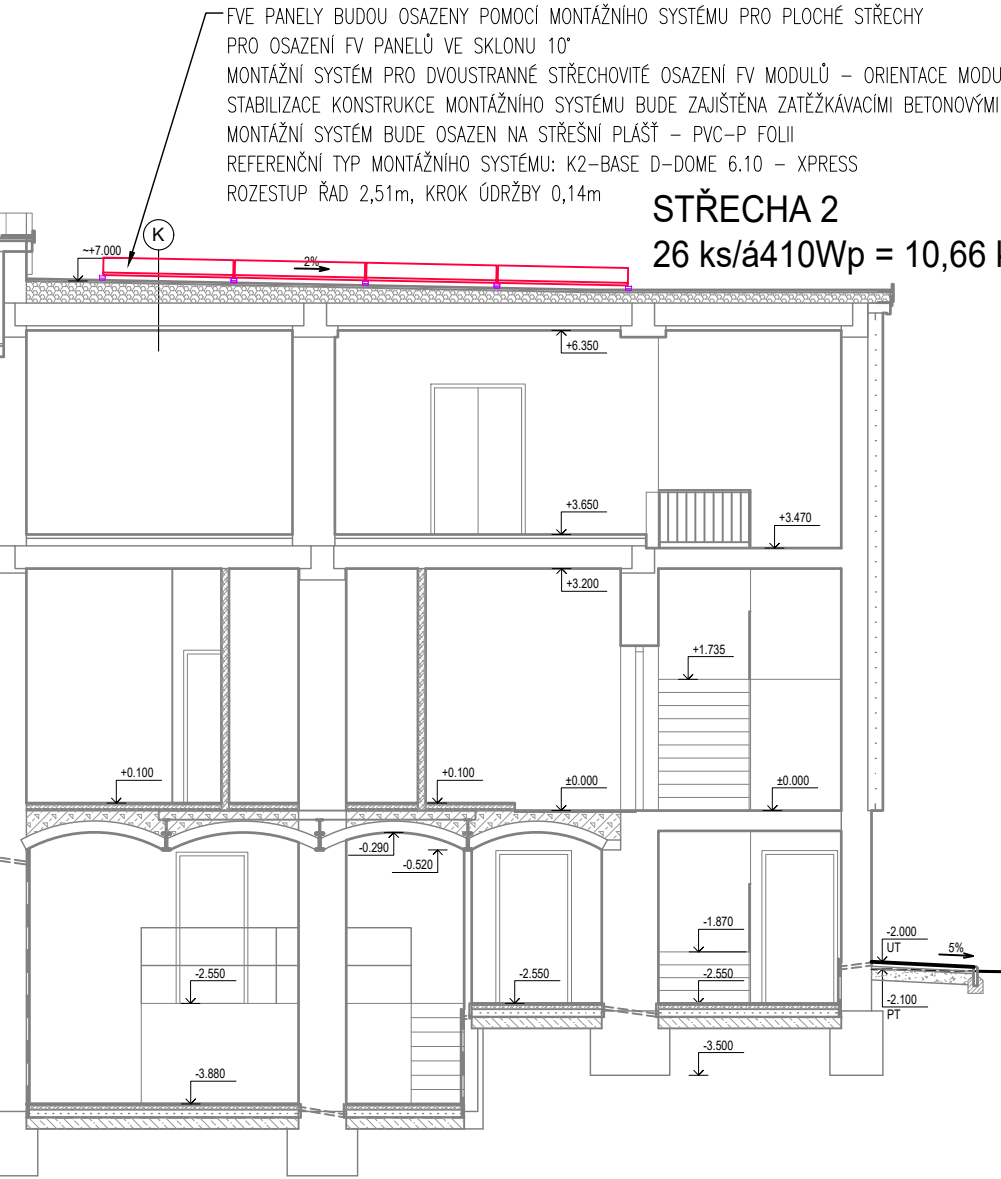 FVE PANELY BUDOU OSAZENY POMOCÍ MONTÁŽNÍHO SYSTÉMU PRO PLOCHÉ STŘECHY
PRO OSAZENÍ FV PANELŮ VE SKLONU 10°
MONTÁŽNÍ SYSTÉM PRO DVOUSTRANNÉ STŘECHOVITÉ OSAZENÍ FV MODULŮ – ORIENTACE MODU
STABILIZACE KONSTRUKCE MONTÁŽNÍHO SYSTÉMU BUDE ZAJIŠTĚNA ZATĚŽKÁVACÍMI BETONOVÝMI
MONTÁŽNÍ SYSTÉM BUDE OSAZEN NA STŘEŠNÍ PLÁŠŤ – PVC–P FOLII
REFERENČNÍ TYP MONTÁŽNÍHO SYSTÉMU: K2–BASE D–DOME 6.10 – XPRESS
ROZESTUP ŘAD 2,51m, KROK ÚDRŽBY 0,14m
STŘECHA 2
26 ks/á410Wp = 10,66
K
~+7.000
2%
+6.350
+3.650
+3.470
+3.200
+1.735
+0.100
+0.100
±0.000
±0.000
-0.290
-0.520
-1.870
-2.000
UT
5%
-2.550
-2.550
-2.550
-2.100
PT
-3.500
-3.880